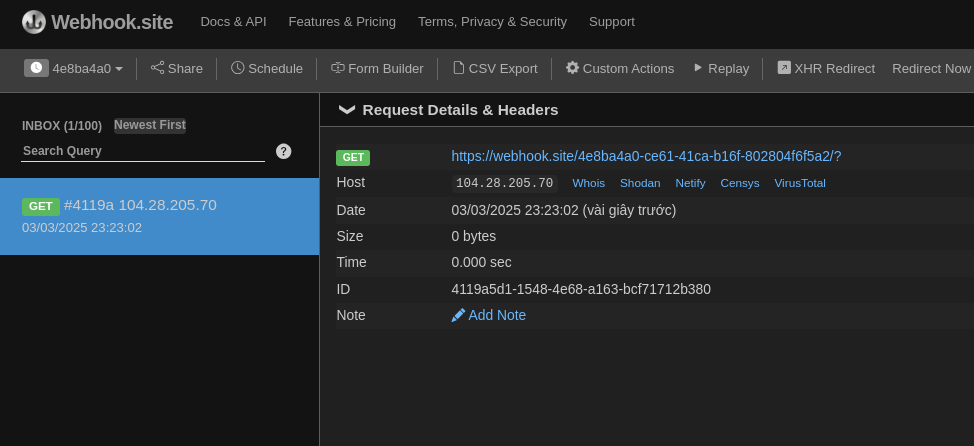 Webhook.site Docs & API Features & Pricing Terms, Privacy & Security Support
4e8ba4a0 Share Schedule Form Builder CSV Export Custom Actions Replay XHR Redirect Redirect Now
INBOX (1/100) Newest First
Search Query ?
GET #4119a 104.28.205.70
03/03/2025 23:23:02
Request Details & Headers
GET https://webhook.site/4e8ba4a0-ce61-41ca-b16f-802804f6f5a2/?
Host 104.28.205.70 Whois Shodan Netify Censys VirusTotal
Date 03/03/2025 23:23:02 (vài giây trước)
Size 0 bytes
Time 0.000 sec
ID 4119a5d1-1548-4e68-a163-bcf71712b380
Note Add Note